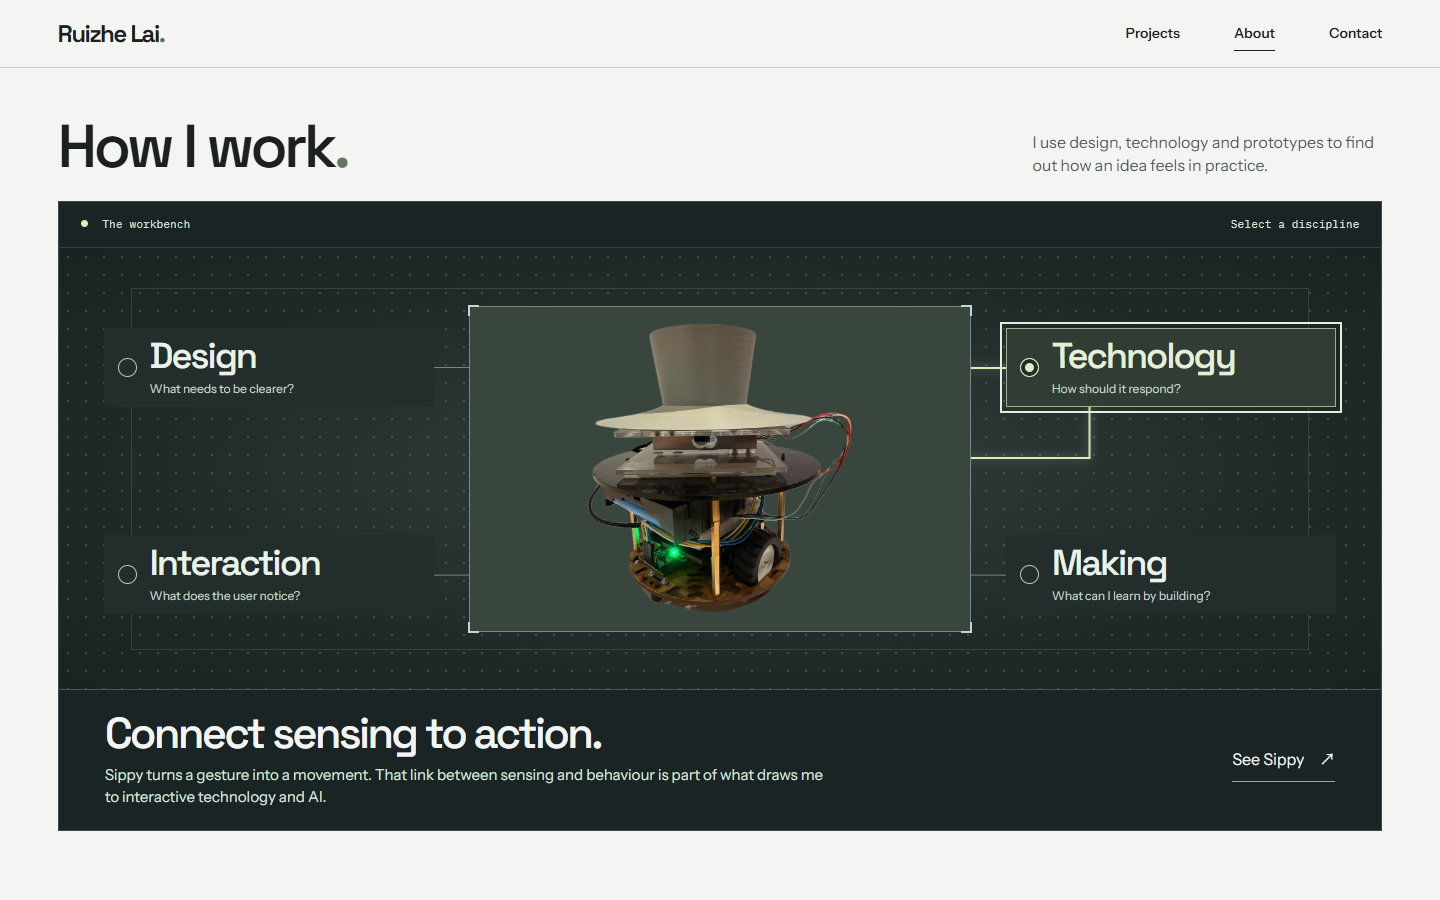 Ruizhe Lai.
Projects
About
Contact
How I work.
I use design, technology and prototypes to find
out how an idea feels in practice.
The workbench
Select a discipline
Design
What needs to be clearer?
Technology
How should it respond?
Interaction
What does the user notice?
Making
What can I learn by building?
Connect sensing to action.
Sippy turns a gesture into a movement. That link between sensing and behaviour is part of what draws me
to interactive technology and AI.
See Sippy ↗